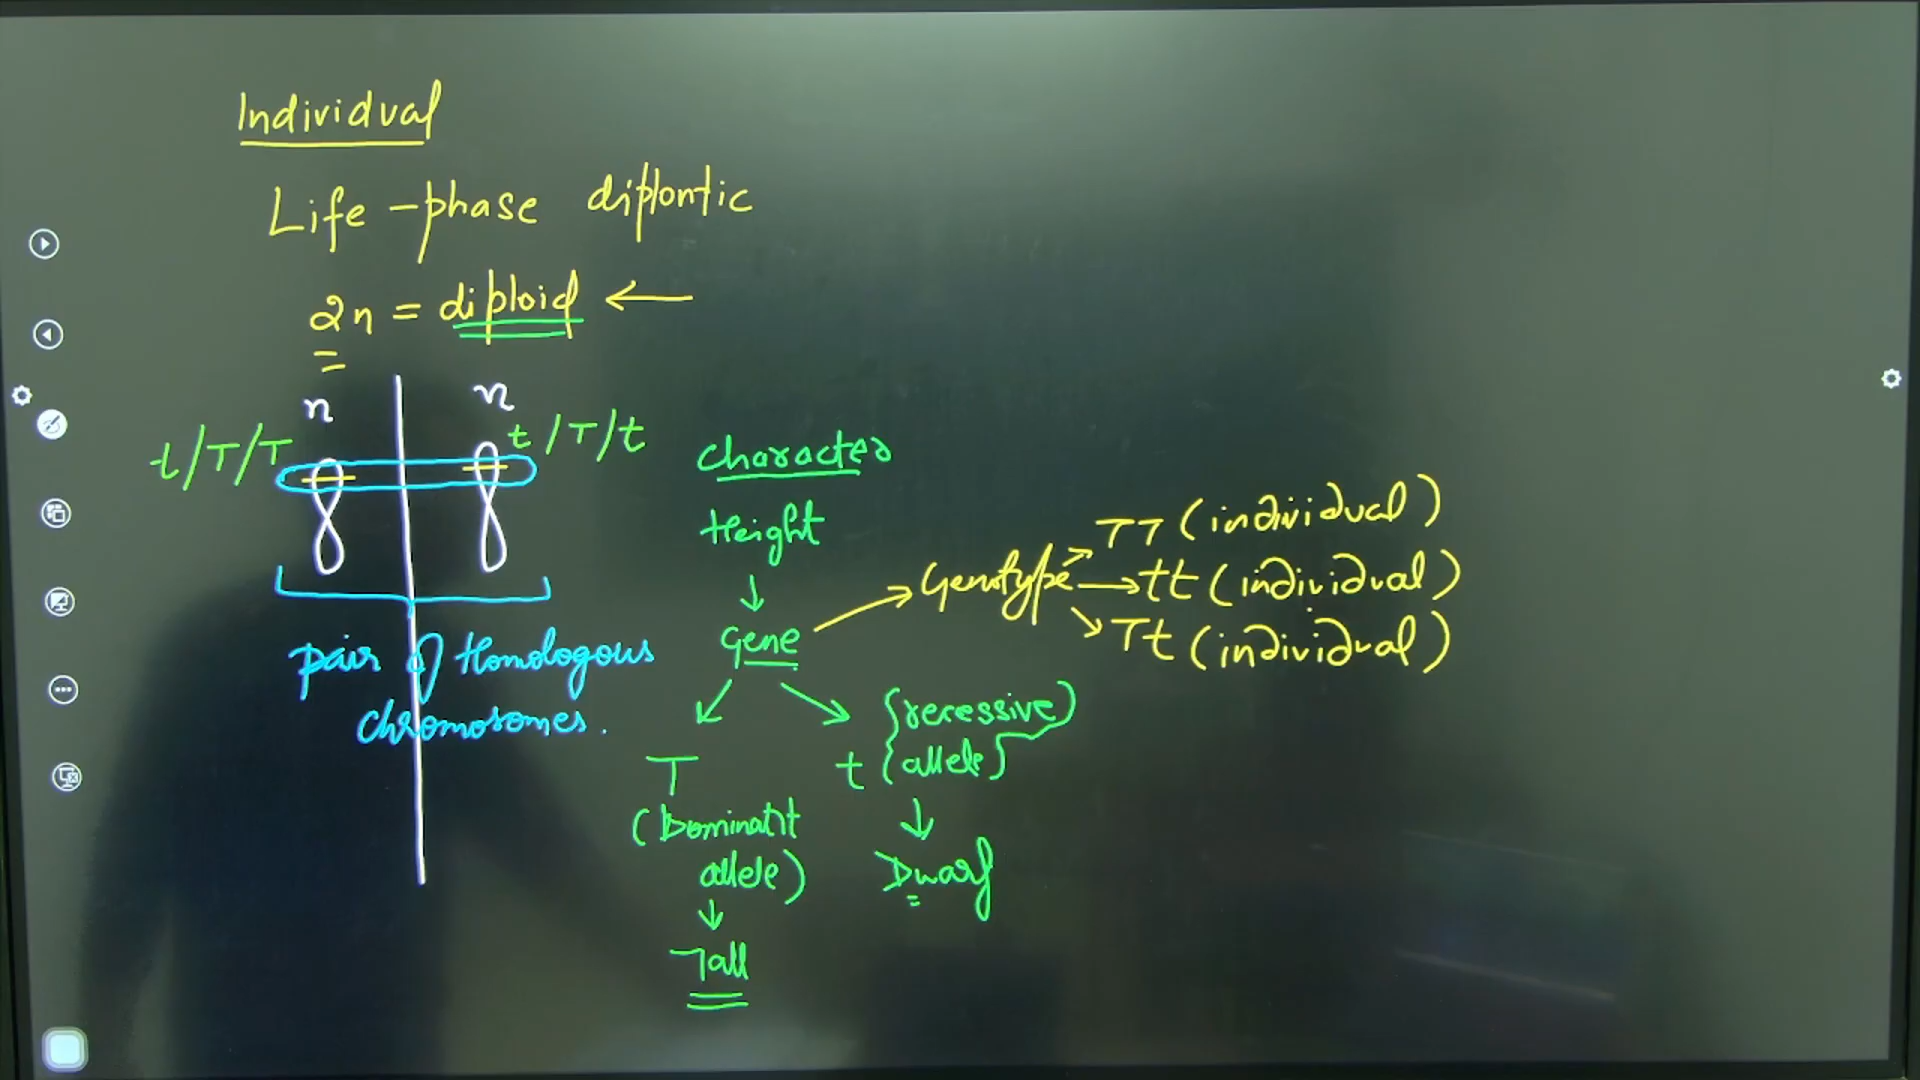 Individual
Life-phase diplontic
2n = diploid ←
n
n
t/T/T
t/T/t
pair of Homologous
chromosomes.
Character
Height
↓
Gene
→ Genotype
→ TT (individual)
→ tt (individual)
→ Tt (individual)
T
(Dominant
allele)
↓
Tall
t
(recessive)
(allele)
↓
Dwarf